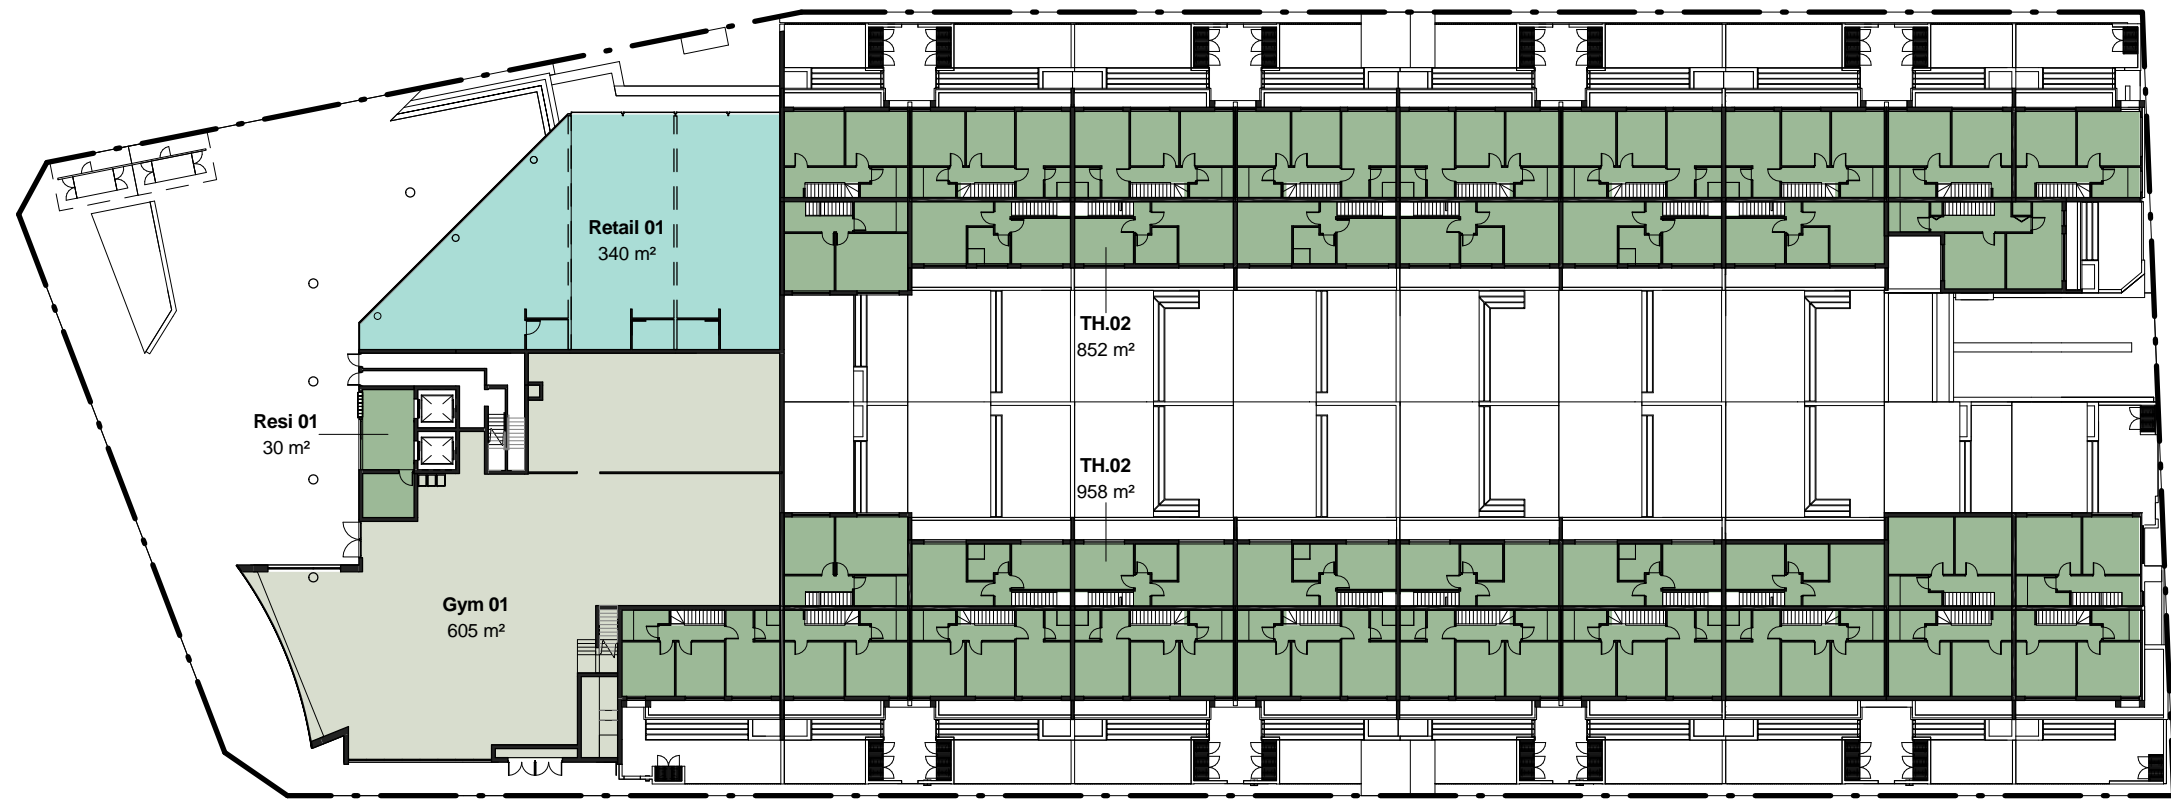 Retail 01
340 m²
TH.02
852 m²
Resi 01
30 m²
TH.02
958 m²
Gym 01
605 m²